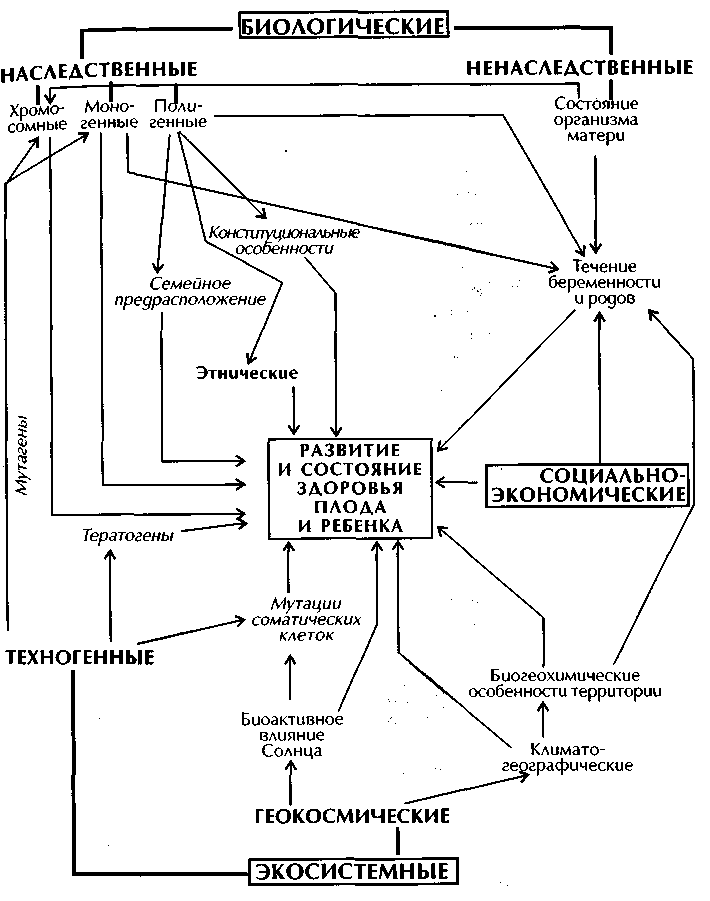 БИОЛОГИЧЕСКИЕ
НАСЛЕДСТВЕННЫЕ
НЕНАСЛЕДСТВЕННЫЕ
Хромо-
сомные
Моно-
генные
Поли-
генные
Состояние
организма
матери
Конституциональные
особенности
Семейное
предрасположение
Течение
беременности
и родов
Этнические
Мутагены
РАЗВИТИЕ
И СОСТОЯНИЕ
ЗДОРОВЬЯ
ПЛОДА
И РЕБЕНКА
СОЦИАЛЬНО-
ЭКОНОМИЧЕСКИЕ
Тератогены
Мутации
соматических
клеток
ТЕХНОГЕННЫЕ
Биогеохимические
особенности территории
Биоактивное
влияние
Солнца
Климато-
географические
ГЕОКОСМИЧЕСКИЕ
ЭКОСИСТЕМНЫЕ